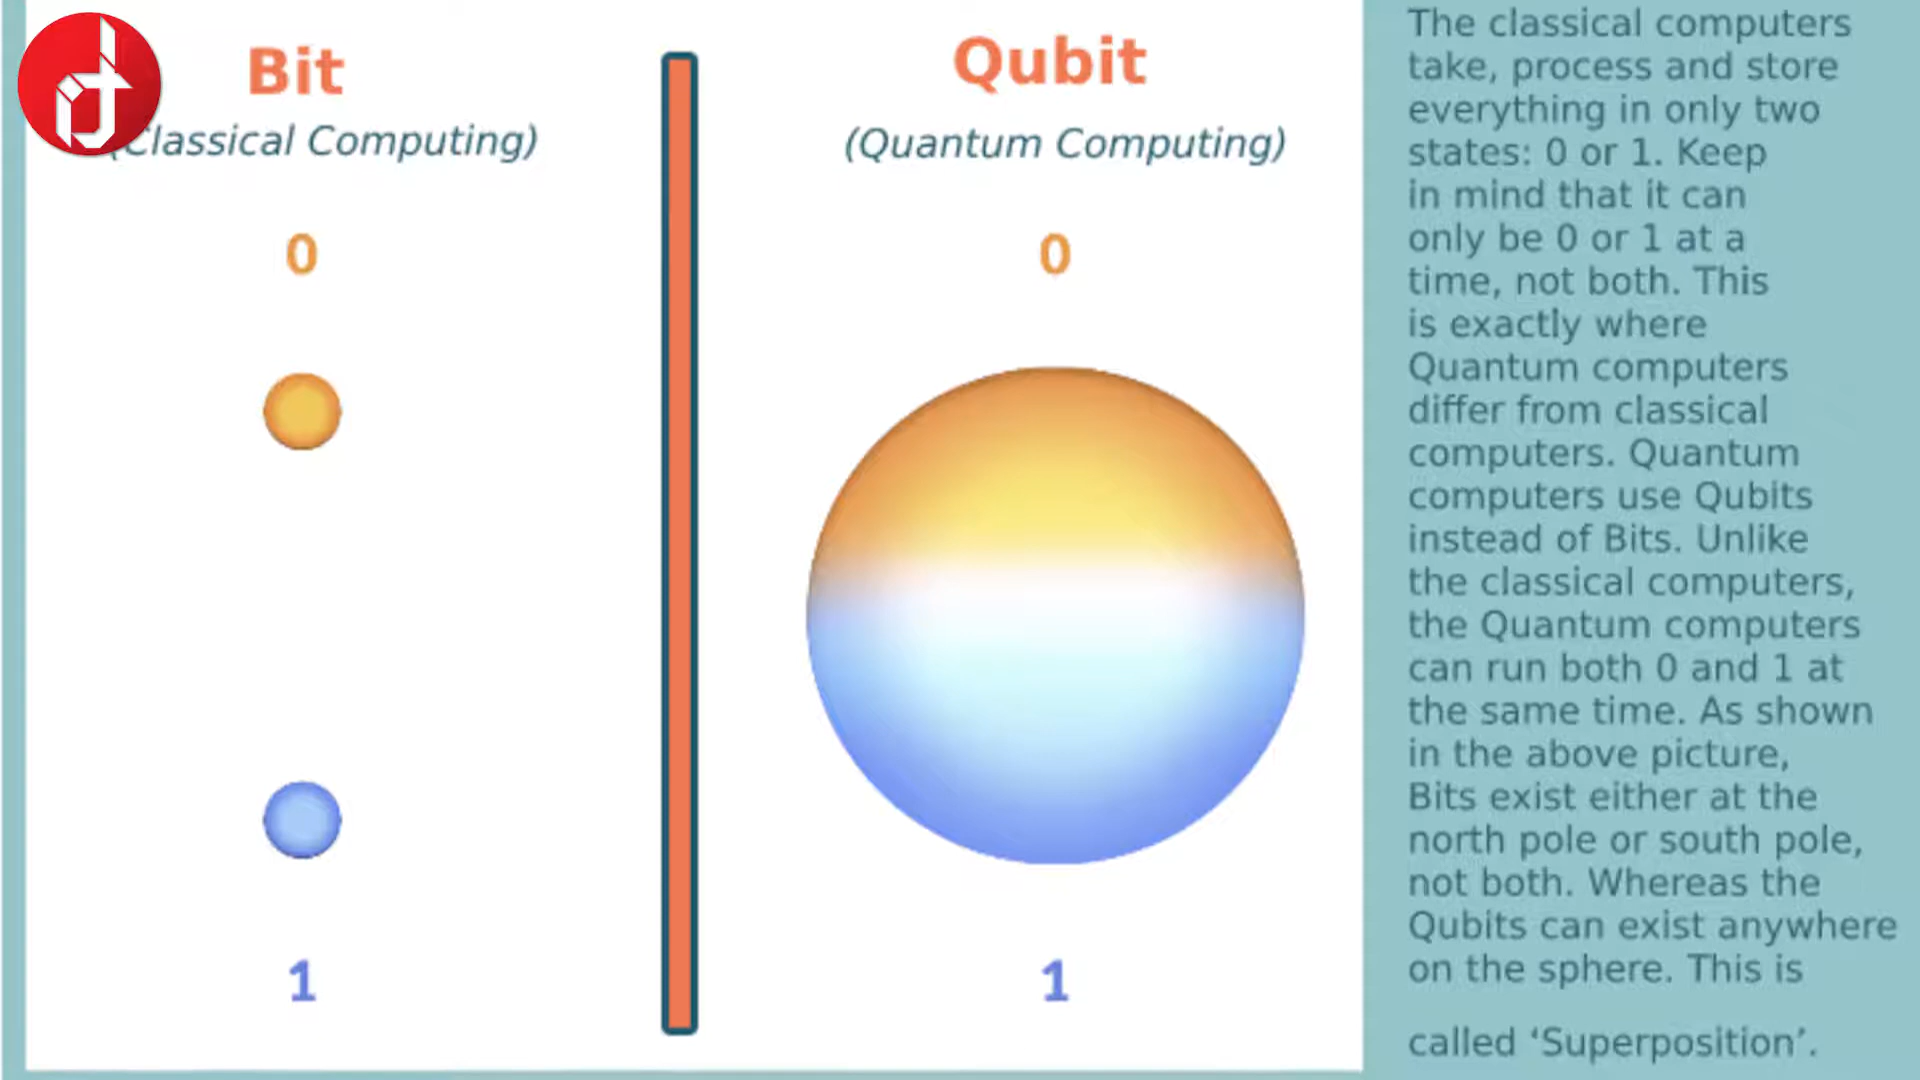 Bit
(Classical Computing)
0
1
Qubit
(Quantum Computing)
0
1
The classical computers
take, process and store
everything in only two
states: 0 or 1. Keep
in mind that it can
only be 0 or 1 at a
time, not both. This
is exactly where
Quantum computers
differ from classical
computers. Quantum
computers use Qubits
instead of Bits. Unlike
the classical computers,
the Quantum computers
can run both 0 and 1 at
the same time. As shown
in the above picture,
Bits exist either at the
north pole or south pole,
not both. Whereas the
Qubits can exist anywhere
on the sphere. This is
called ‘Superposition’.